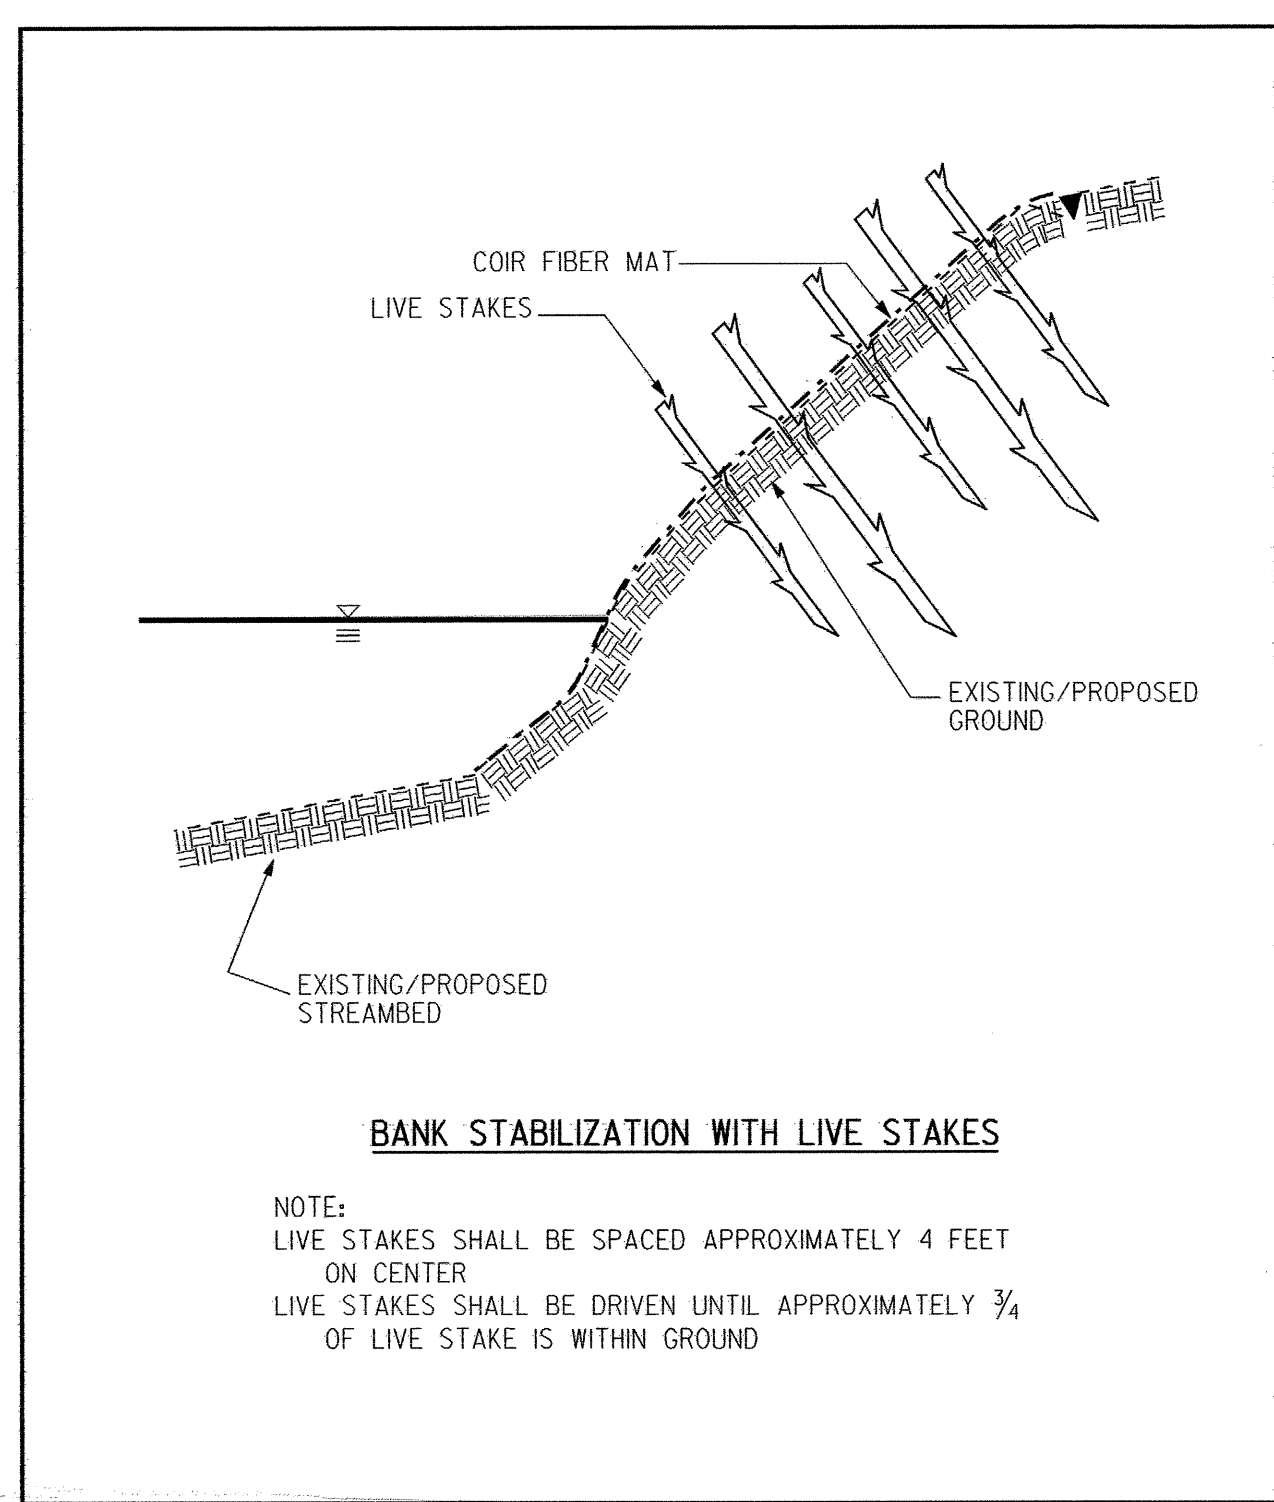 COIR FIBER MAT
LIVE STAKES
EXISTING/PROPOSED
GROUND
EXISTING/PROPOSED
STREAMBED
BANK STABILIZATION WITH LIVE STAKES
NOTE:
LIVE STAKES SHALL BE SPACED APPROXIMATELY 4 FEET
ON CENTER
LIVE STAKES SHALL BE DRIVEN UNTIL APPROXIMATELY 3/4
OF LIVE STAKE IS WITHIN GROUND